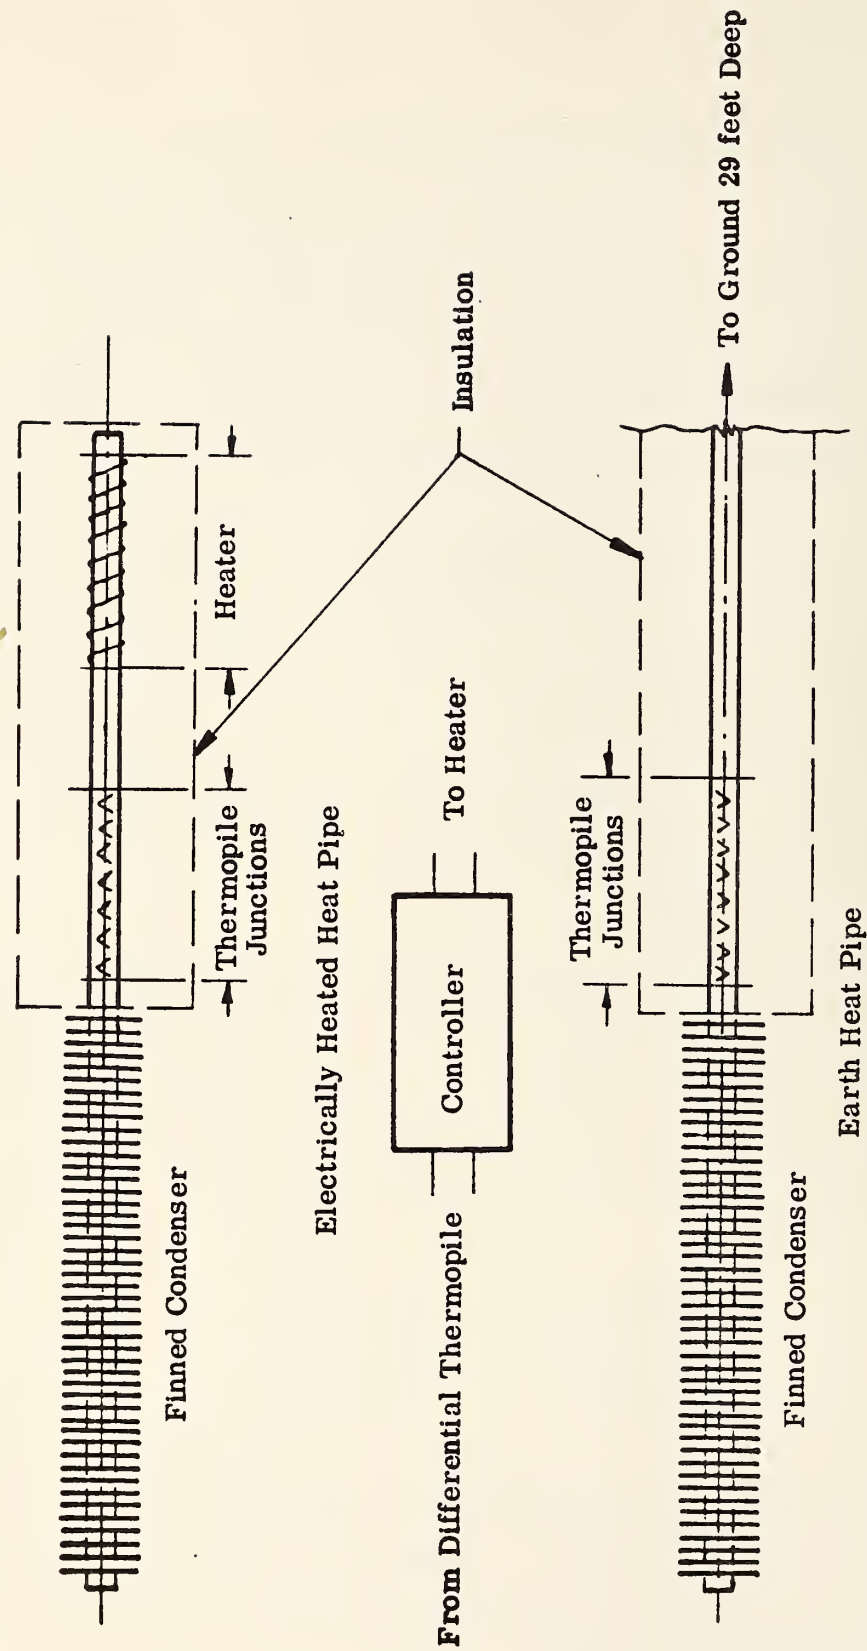 Finned Condenser
Thermopile
Junctions
Heater
Electrically Heated Heat Pipe
Insulation
From Differential Thermopile
Controller
To Heater
Thermopile
Junctions
To Ground 29 feet Deep
Finned Condenser
Earth Heat Pipe